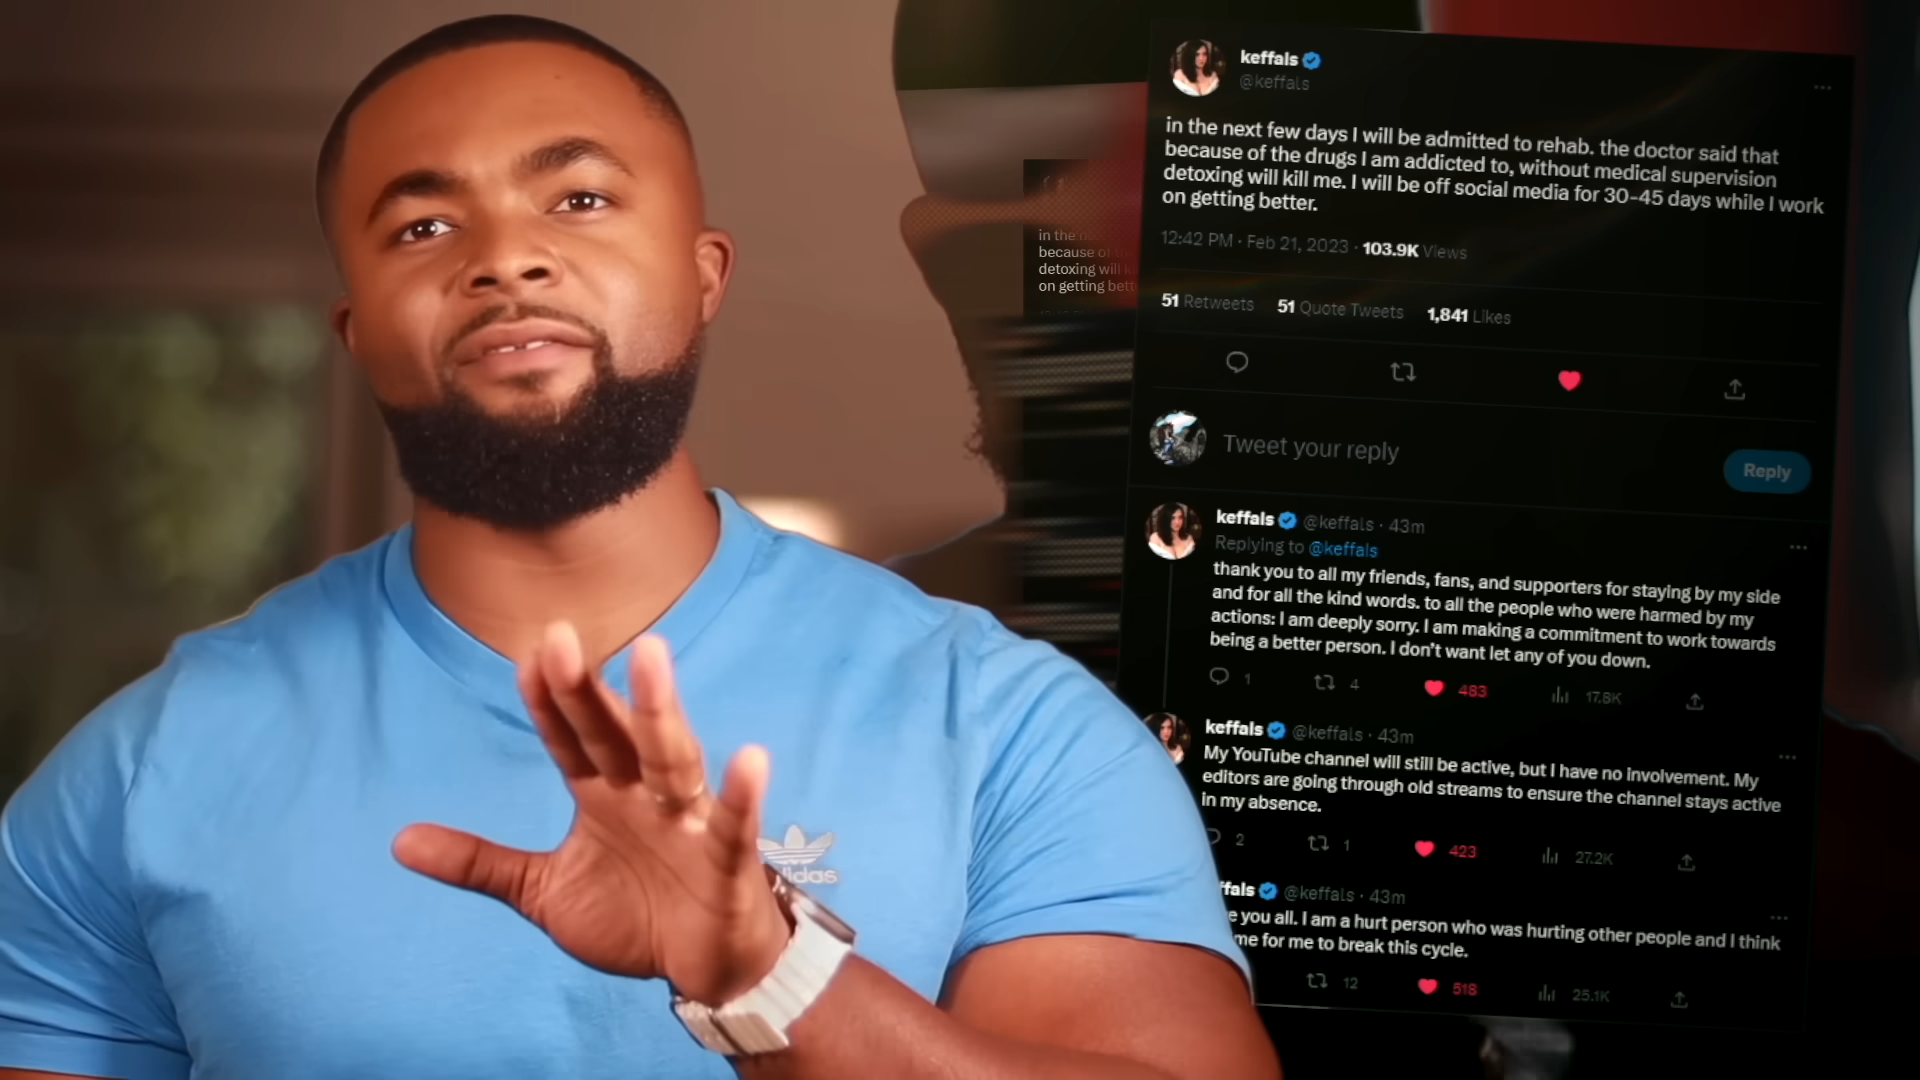 keffals
@keffals
in the next few days I will be admitted to rehab. the doctor said that
because of the drugs I am addicted to, without medical supervision
detoxing will kill me. I will be off social media for 30-45 days while I work
on getting better.
12:42 PM · Feb 21, 2023 · 103.9K Views
51 Retweets 51 Quote Tweets 1,841 Likes
Tweet your reply
Reply
keffals @keffals · 43m
Replying to @keffals
thank you to all my friends, fans, and supporters for staying by my side
and for all the kind words. to all the people who were harmed by my
actions: I am deeply sorry. I am making a commitment to work towards
being a better person. I don't want let any of you down.
1 4 483 17.8K
keffals @keffals · 43m
My YouTube channel will still be active, but I have no involvement. My
editors are going through old streams to ensure the channel stays active
in my absence.
2 1 423 27.2K
ffals @keffals · 43m
e you all. I am a hurt person who was hurting other people and I think
me for me to break this cycle.
12 518 25.1K
in the
because of
detoxing will
on getting bett
adidas